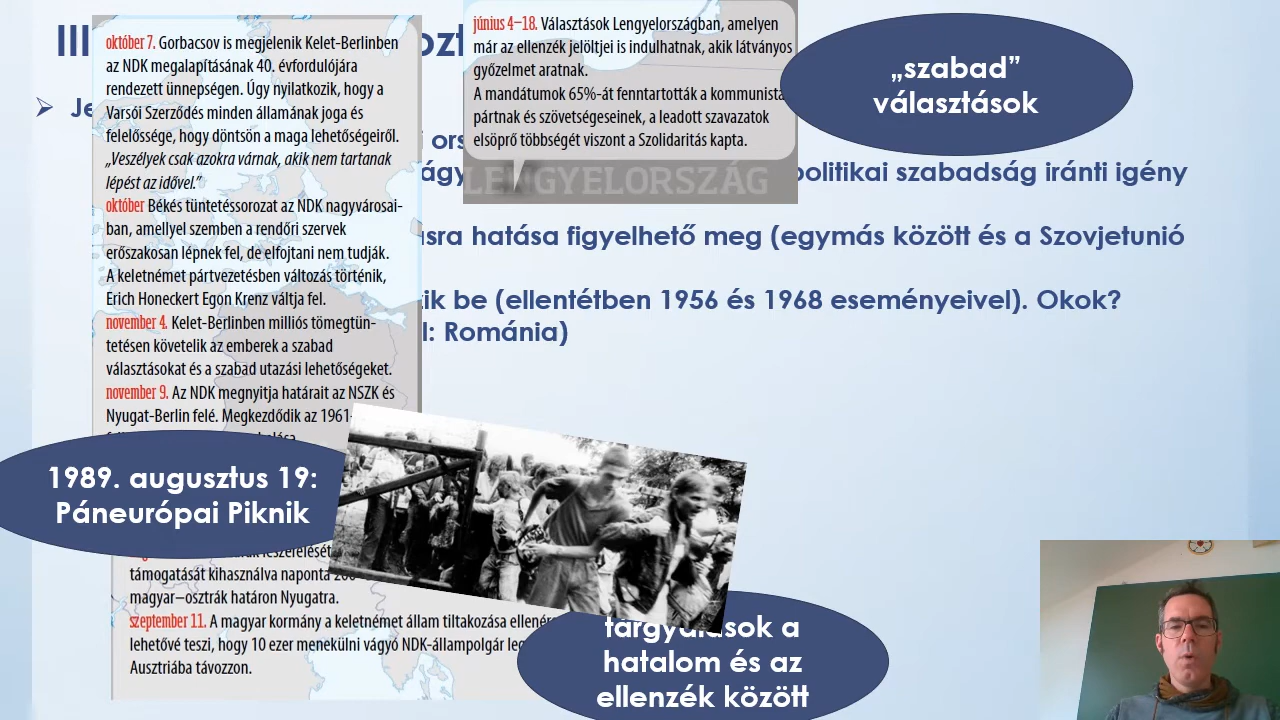 III
ozt
Je
október 7. Gorbacsov is megjelenik Kelet-Berlinben
az NDK megalapításának 40. évfordulójára
rendezett ünnepségen. Úgy nyilatkozik, hogy a
Varsói Szerződés minden államának joga és
felelőssége, hogy döntsön a maga lehetőségeiről.
„Veszélyek csak azokra várnak, akik nem tartanak
lépést az idővel.”
október Békés tüntetéssorozat az NDK nagyvárosai-
ban, amellyel szemben a rendőri szervek
erőszakosan lépnek fel, de elfojtani nem tudják.
A keletnémet pártvezetésben változás történik,
Erich Honeckert Egon Krenz váltja fel.
november 4. Kelet-Berlinben milliós tömegtün-
tetésen követelik az emberek a szabad
választásokat és a szabad utazási lehetőségeket.
november 9. Az NDK megnyitja határait az NSZK és
Nyugat-Berlin felé. Megkezdődik az 1961-
június 4–18. Választások Lengyelországban, amelyen
már az ellenzék jelöltjei is indulhatnak, akik látványos
győzelmet aratnak.
A mandátumok 65%-át fenntartották a kommunista
pártnak és szövetségeseinek, a leadott szavazatok
elsöprő többségét viszont a Szolidaritás kapta.
LENGYELORSZÁG
„szabad”
választások
ors
ágy
politikai szabadság iránti igény
ásra hatása figyelhető meg (egymás között és a Szovjetunió
zik be (ellentétben 1956 és 1968 eseményeivel). Okok?
l: Románia)
1989. augusztus 19:
Páneurópai Piknik
leszerelését
támogatását kihasználva naponta 200
magyar–osztrák határon Nyugatra.
szeptember 11. A magyar kormány a keletnémet állam tiltakozása ellenére
lehetővé teszi, hogy 10 ezer menekülni vágyó NDK-állampolgár leg
Ausztriába távozzon.
tárgyalások a
hatalom és az
ellenzék között